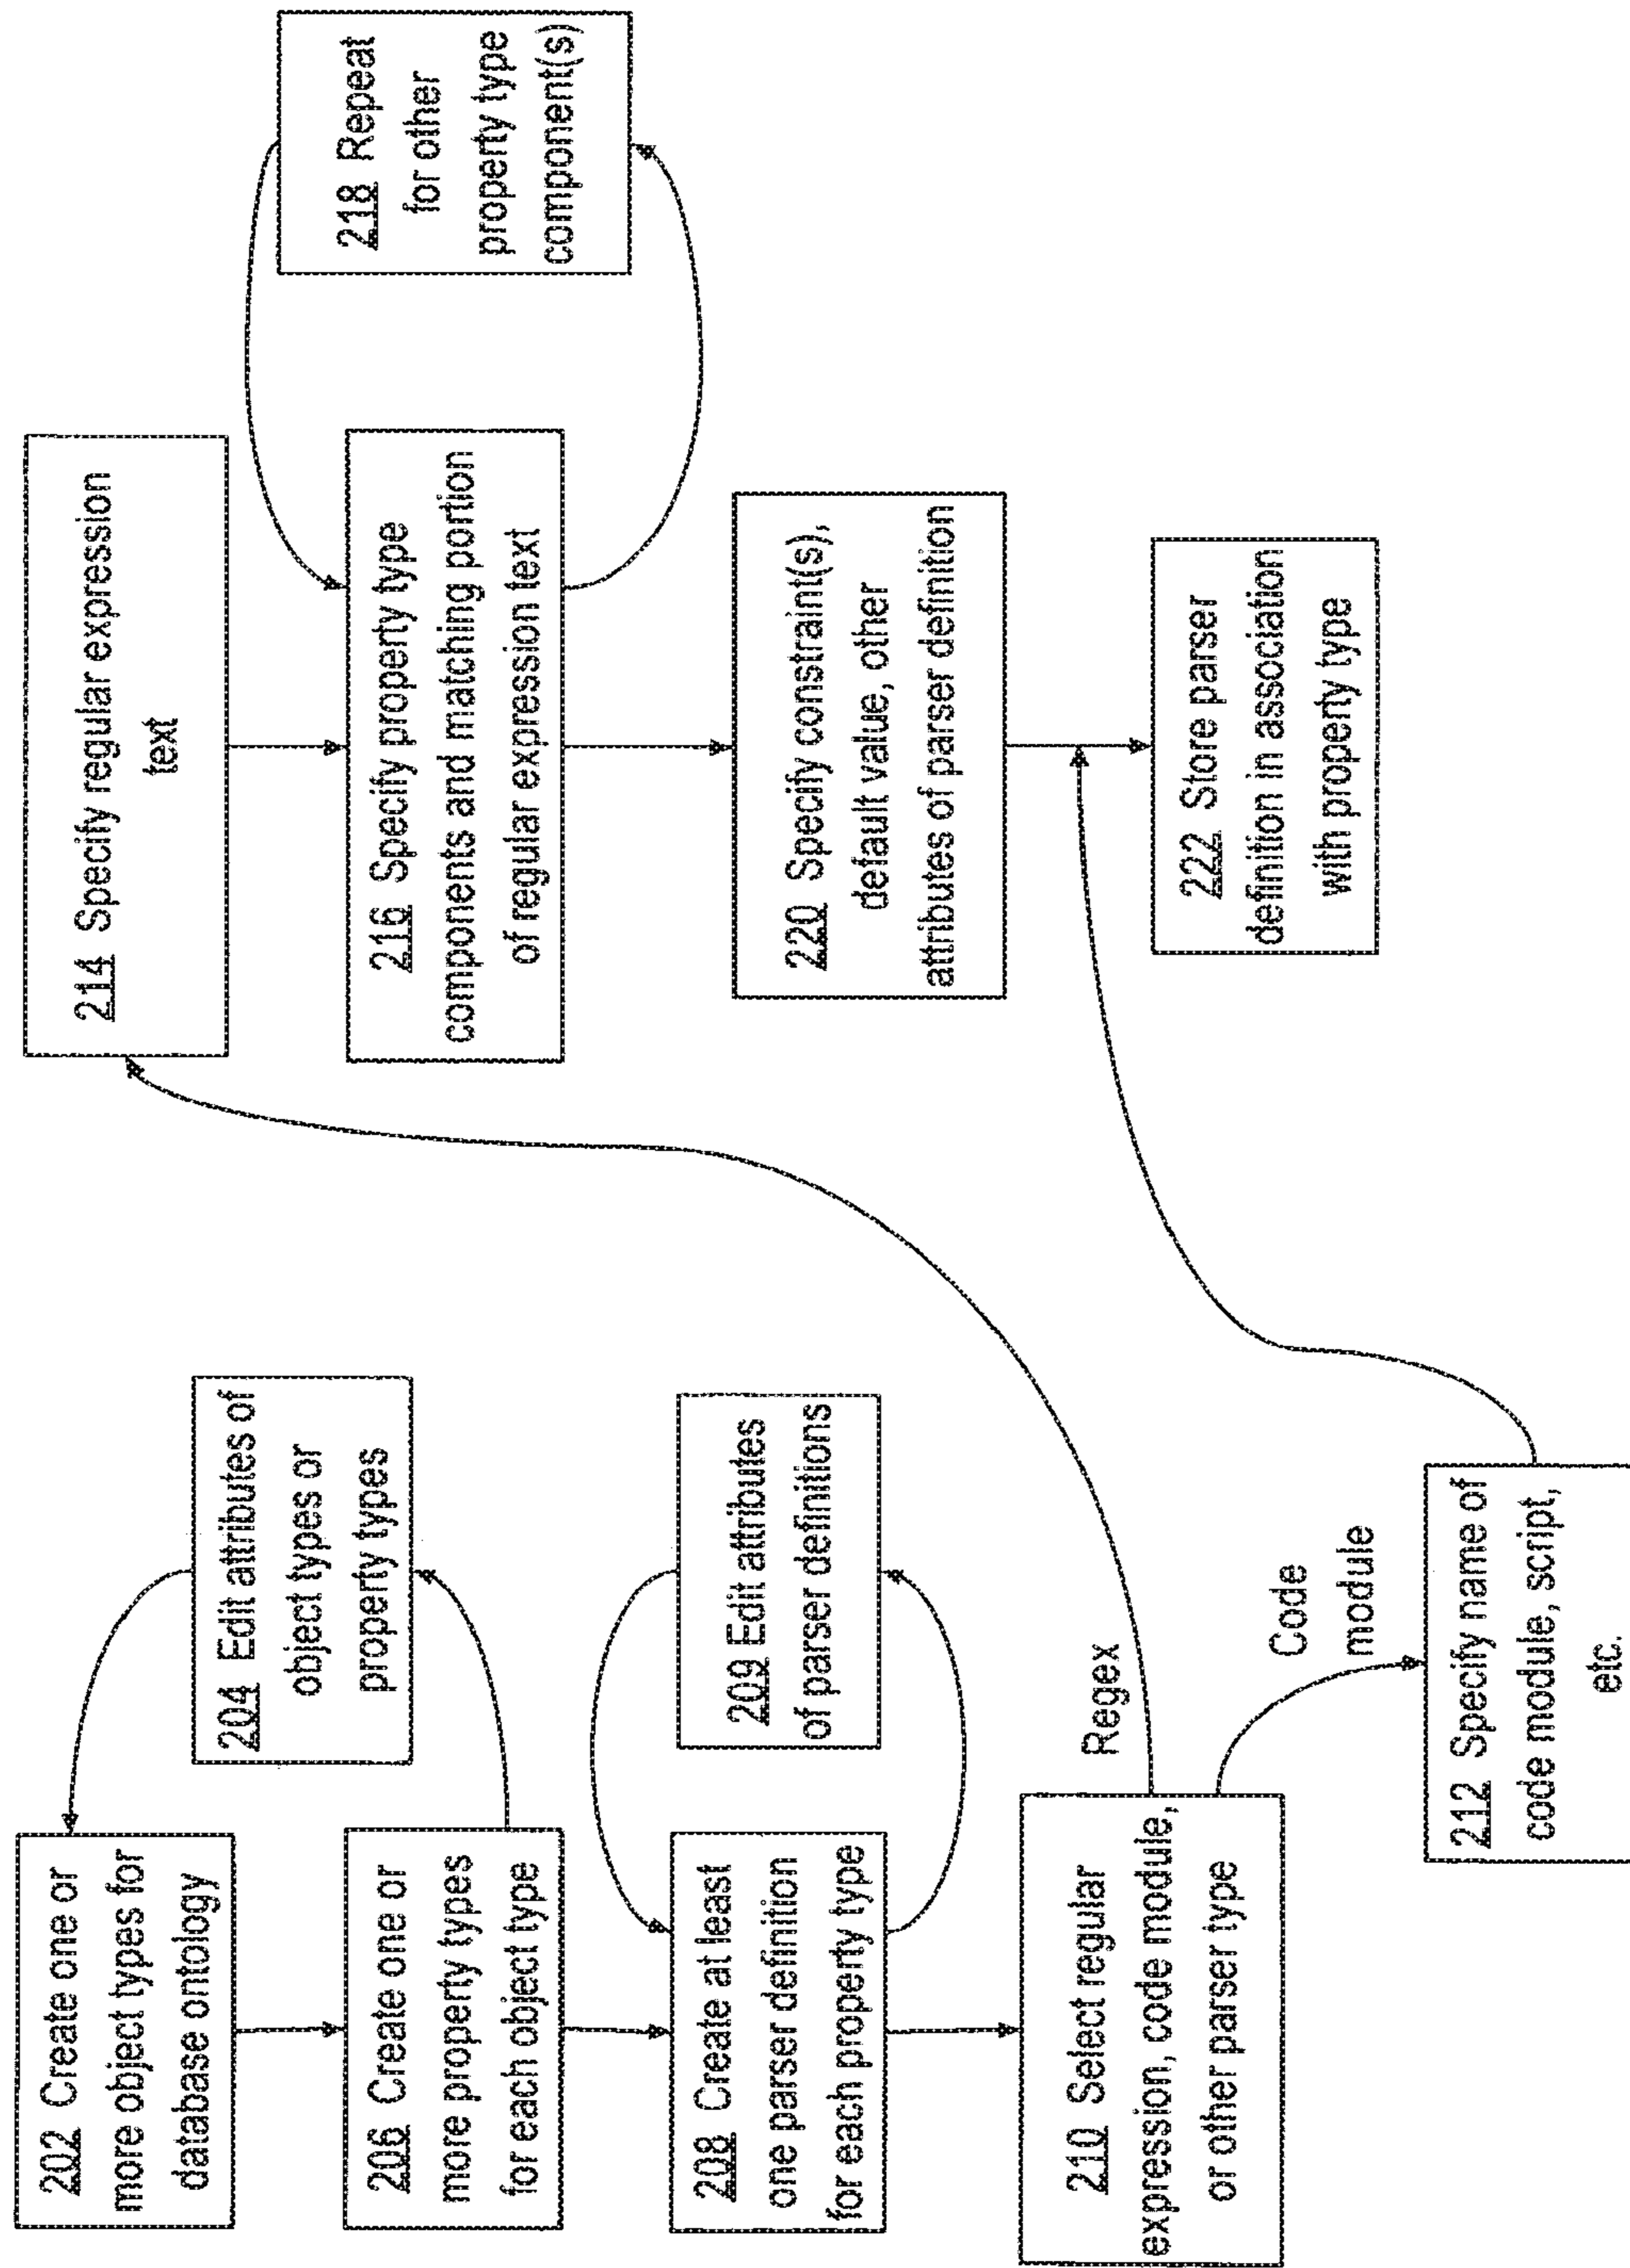 202 Create one or
more object types for
database ontology
204 Edit attributes of
object types or
property types
206 Create one or
more property types
for each object type
208 Create at least
one parser definition
for each property type
209 Edit attributes
of parser definitions
210 Select regular
expression, code module,
or other parser type
Regex
Code
module
212 Specify name of
code module, script,
etc.
214 Specify regular expression
text
216 Specify property type
components and matching portion
of regular expression text
218 Repeat
for other
property type
component(s)
220 Specify constraint(s),
default value, other
attributes of parser definition
222 Store parser
definition in association
with property type